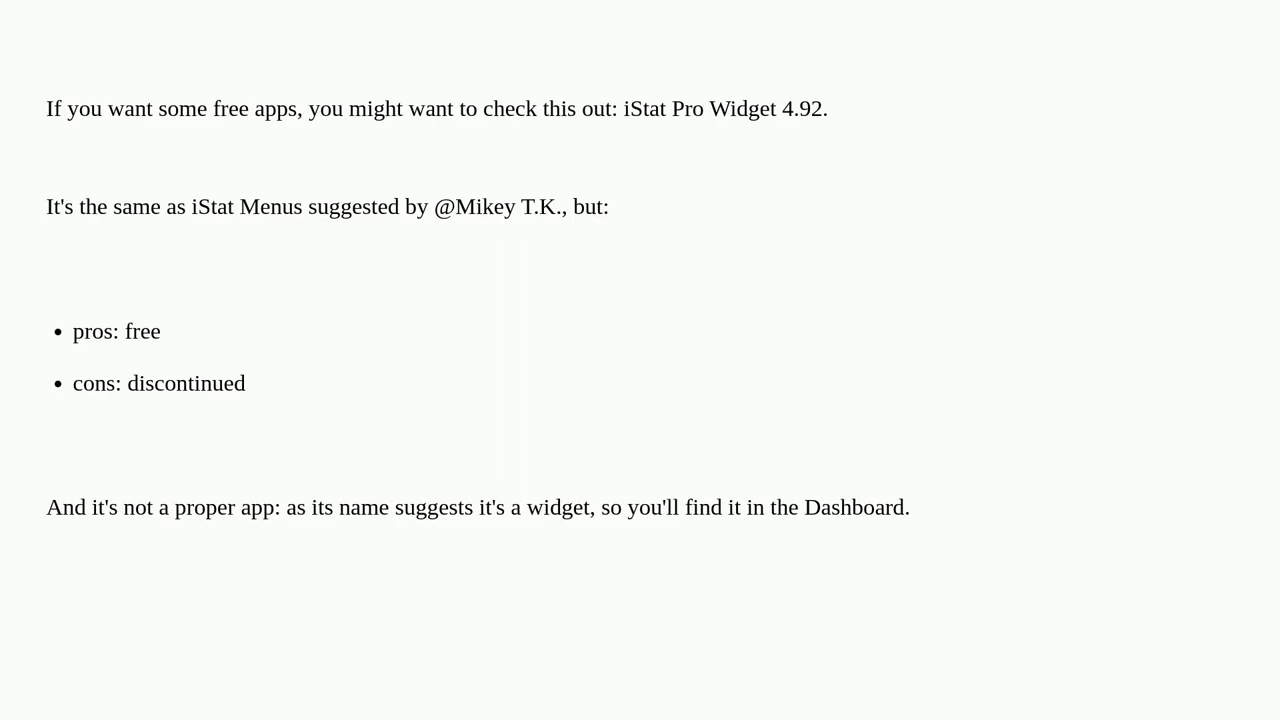 If you want some free apps, you might want to check this out: iStat Pro Widget 4.92.
It's the same as iStat Menus suggested by @Mikey T.K., but:
• pros: free
• cons: discontinued
And it's not a proper app: as its name suggests it's a widget, so you'll find it in the Dashboard.